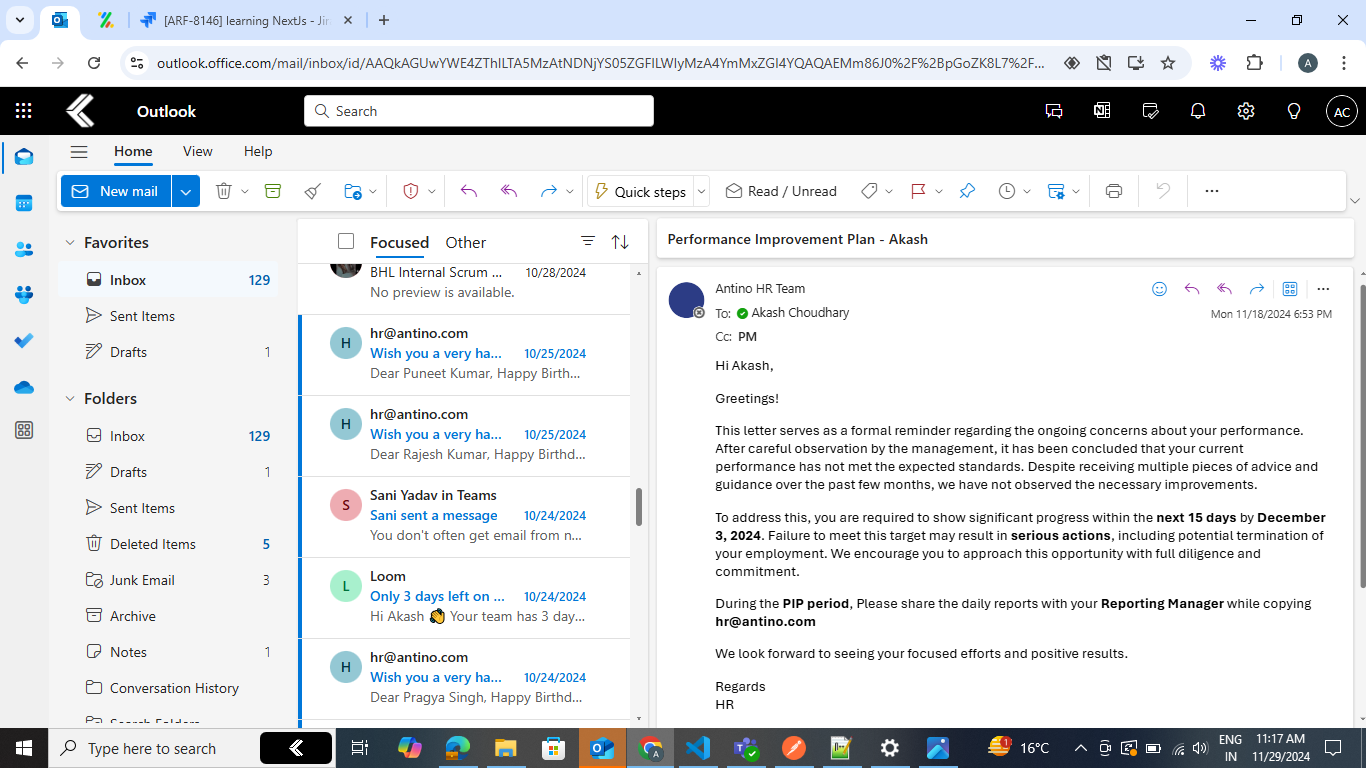 [ARF-8146] learning NextJs - Jir
outlook.office.com/mail/inbox/id/AAQkAGUwYWE4ZThlLTA5MzAtNDNjYS05ZGFlLWIyMzA4YmMxZGI4YQAQAEMm86J0%2F%2BpGoZK8L7%2F...
A
Outlook
Search
AC
Home View Help
New mail
Quick steps
Read / Unread
Favorites
Inbox 129
Sent Items
Drafts 1
Folders
Inbox 129
Drafts 1
Sent Items
Deleted Items 5
Junk Email 3
Archive
Notes 1
Conversation History
Search Folders
Focused Other
BHL Internal Scrum ... 10/28/2024
No preview is available.
H
hr@antino.com
Wish you a very ha... 10/25/2024
Dear Puneet Kumar, Happy Birth...
H
hr@antino.com
Wish you a very ha... 10/25/2024
Dear Rajesh Kumar, Happy Birthd...
S
Sani Yadav in Teams
Sani sent a message 10/24/2024
You don't often get email from n...
L
Loom
Only 3 days left on ... 10/24/2024
Hi Akash 👏 Your team has 3 day...
H
hr@antino.com
Wish you a very ha... 10/24/2024
Dear Pragya Singh, Happy Birthd...
Performance Improvement Plan - Akash
Antino HR Team
To: Akash Choudhary
Mon 11/18/2024 6:53 PM
Cc: PM
Hi Akash,
Greetings!
This letter serves as a formal reminder regarding the ongoing concerns about your performance.
After careful observation by the management, it has been concluded that your current
performance has not met the expected standards. Despite receiving multiple pieces of advice and
guidance over the past few months, we have not observed the necessary improvements.
To address this, you are required to show significant progress within the next 15 days by December
3, 2024. Failure to meet this target may result in serious actions, including potential termination of
your employment. We encourage you to approach this opportunity with full diligence and
commitment.
During the PIP period, Please share the daily reports with your Reporting Manager while copying
hr@antino.com
We look forward to seeing your focused efforts and positive results.
Regards
HR
Type here to search
16°C
ENG
IN
11:17 AM
11/29/2024